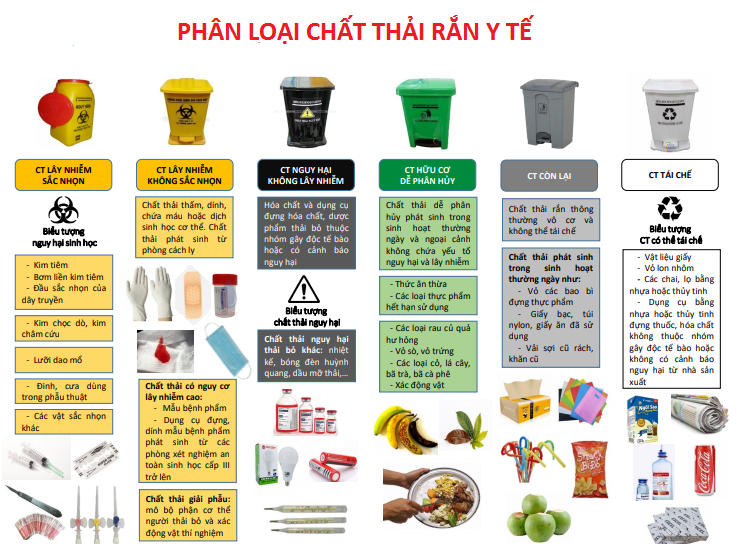 PHÂN LOẠI CHẤT THẢI RẮN Y TẾ
CT LÂY NHIỄM
SẮC NHỌN
Biểu tượng
nguy hại sinh học
- Kim tiêm
- Bơm liền kim tiêm
- Đầu sắc nhọn của
dây truyền
- Kim chọc dò, kim
châm cứu
- Lưỡi dao mổ
- Đinh, cưa dùng
trong phẫu thuật
- Các vật sắc nhọn
khác
CT LÂY NHIỄM
KHÔNG SẮC NHỌN
Chất thải thấm, dính,
chứa máu hoặc dịch
sinh học cơ thể. Chất
thải phát sinh từ
phòng cách ly
Chất thải có nguy cơ
lây nhiễm cao:
- Mẫu bệnh phẩm
- Dụng cụ đựng,
dính mẫu bệnh phẩm
phát sinh từ các
phòng xét nghiệm an
toàn sinh học cấp III
trở lên
Chất thải giải phẫu:
mô bộ phận cơ thể
người thải bỏ và xác
động vật thí nghiệm
CT NGUY HẠI
KHÔNG LÂY NHIỄM
Hóa chất và dụng cụ
đựng hóa chất, dược
phẩm thải bỏ thuộc
nhóm gây độc tế bào
hoặc có cảnh báo
nguy hại
Biểu tượng
chất thải nguy hại
Chất thải nguy hại
thải bỏ khác: nhiệt
kế, bóng đèn huỳnh
quang, dầu mỡ thải,...
CT HỮU CƠ
DỄ PHÂN HỦY
Chất thải dễ phân
hủy phát sinh trong
sinh hoạt thường
ngày và ngoại cảnh
không chứa yếu tố
nguy hại và lây nhiễm
- Thức ăn thừa
- Các loại thực phẩm
hết hạn sử dụng
- Các loại rau củ quả
hư hỏng
- Vỏ sò, vỏ trứng
- Các loại cỏ, lá cây,
bã trà, bã cà phê
- Xác động vật
CT CÒN LẠI
Chất thải rắn thông
thường vô cơ và
không thể tái chế
Chất thải phát sinh
trong sinh hoạt
thường ngày như:
- Vỏ các bao bì
đựng thực phẩm
- Giấy bạc, túi
nylon, giấy ăn đã sử
dụng
- Vải sợi cũ rách,
khăn cũ
CT TÁI CHẾ
Biểu tượng
CT có thể tái chế
- Vật liệu giấy
- Vỏ lon nhôm
- Các chai, lọ bằng
nhựa hoặc thủy tinh
- Dụng cụ bằng
nhựa hoặc thủy tinh
đựng thuốc, hóa chất
không thuộc nhóm
gây độc tế bào hoặc
không có cảnh báo
nguy hại từ nhà sản
xuất
Coca-Cola